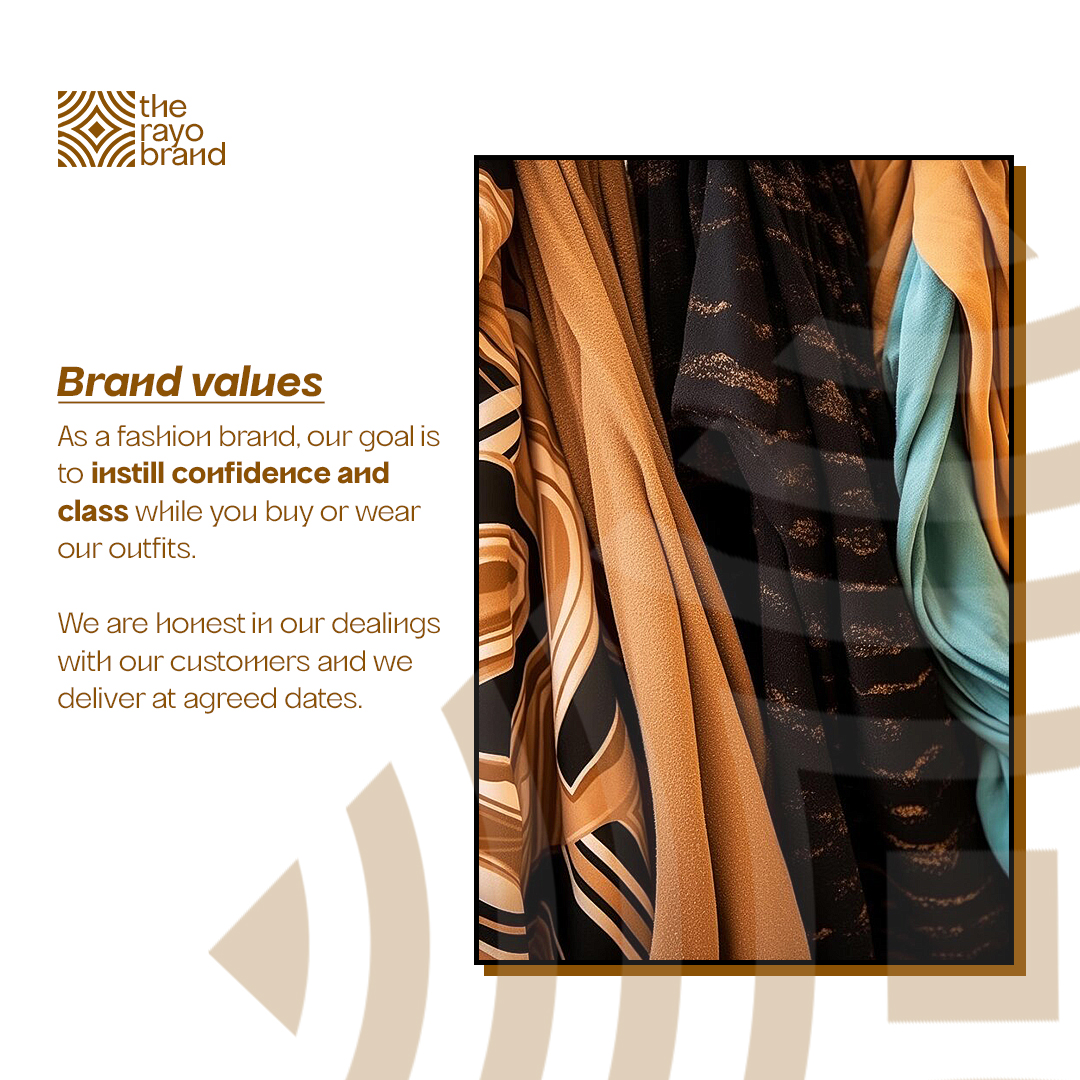 the
rayo
brand
Brand values
As a fashion brand, our goal is
to instill confidence and
class while you buy or wear
our outfits.
We are honest in our dealings
with our customers and we
deliver at agreed dates.